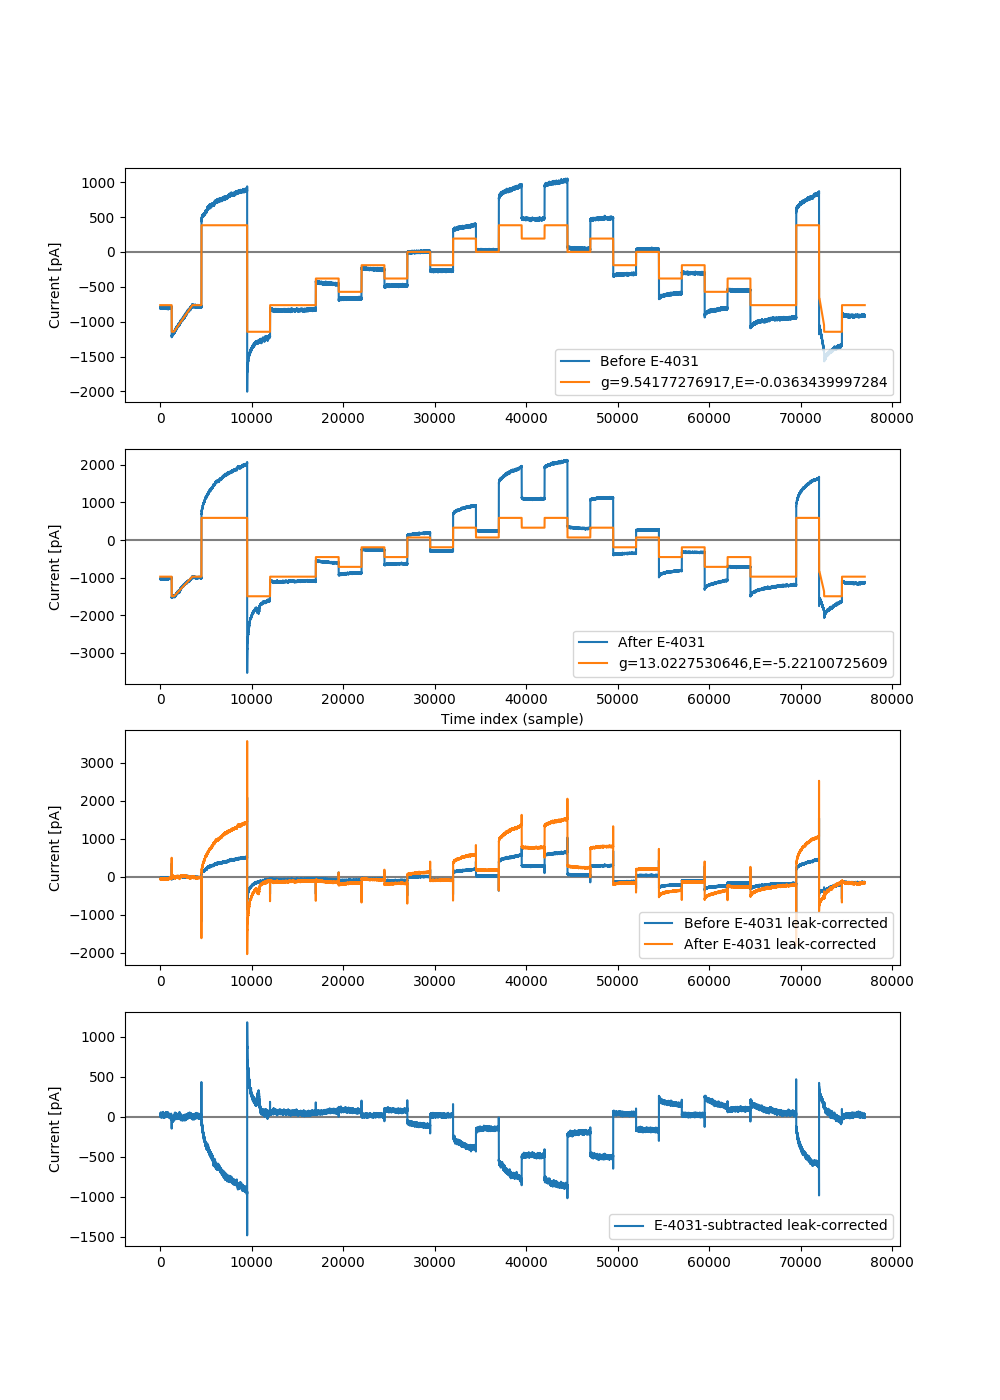 1000
500
0
−500
−1000
−1500
−2000
Current [pA]
Before E-4031
g=9.54177276917,E=-0.0363439997284
0 10000 20000 30000 40000 50000 60000 70000 80000
2000
1000
0
−1000
−2000
−3000
Current [pA]
After E-4031
g=13.0227530646,E=-5.22100725609
0 10000 20000 30000 40000 50000 60000 70000 80000
Time index (sample)
3000
2000
1000
0
−1000
−2000
Current [pA]
Before E-4031 leak-corrected
After E-4031 leak-corrected
0 10000 20000 30000 40000 50000 60000 70000 80000
1000
500
0
−500
−1000
−1500
Current [pA]
E-4031-subtracted leak-corrected
0 10000 20000 30000 40000 50000 60000 70000 80000